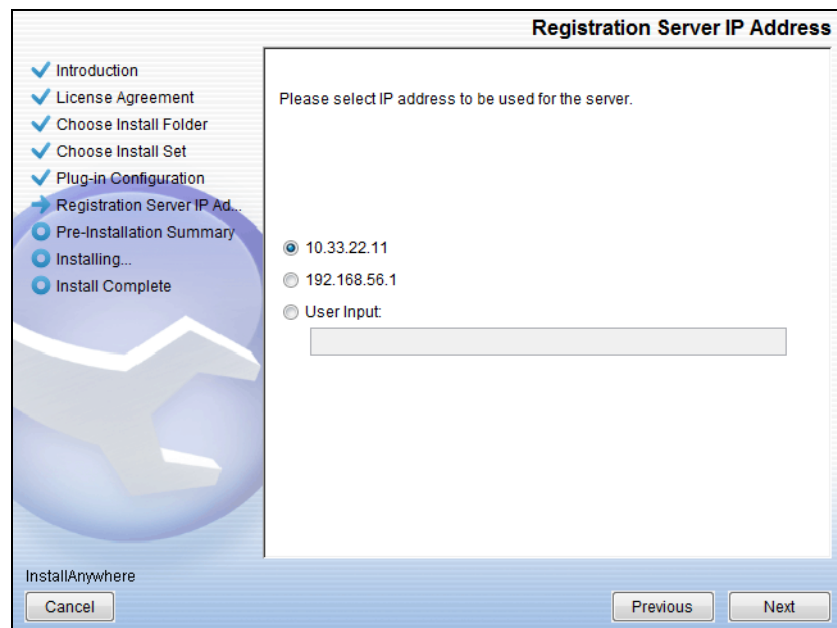 Registration Server IP Address
Introduction
License Agreement
Choose Install Folder
Choose Install Set
Plug-in Configuration
Registration Server IP Ad...
Pre-Installation Summary
Installing...
Install Complete
Please select IP address to be used for the server.
10.33.22.11
192.168.56.1
User Input:
InstallAnywhere
Cancel
Previous
Next